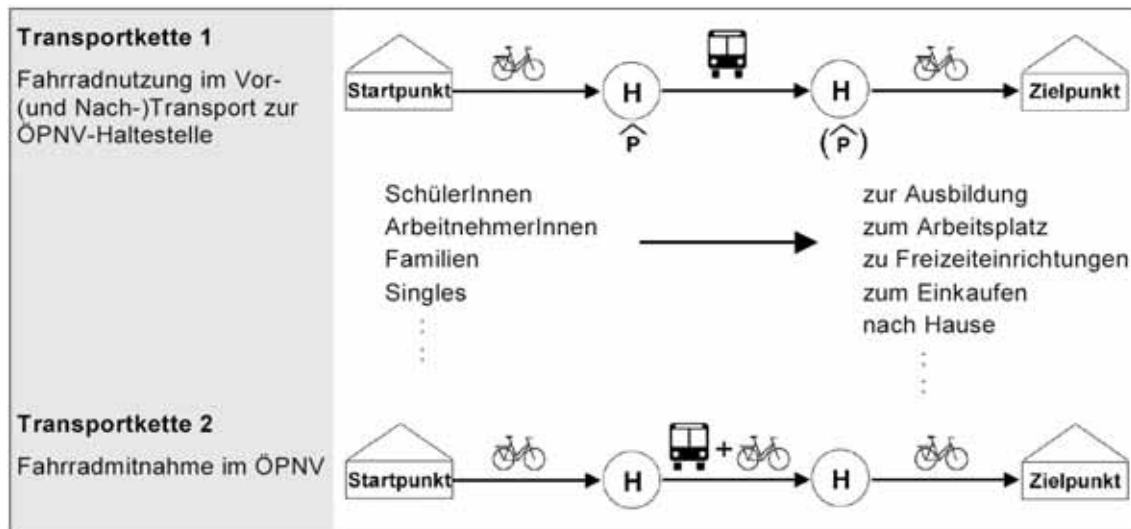 Transportkette 1
Fahrradnutzung im Vor-
(und Nach-)Transport zur
ÖPNV-Haltestelle
Startpunkt
H
H
Zielpunkt
P
(P)
SchülerInnen
ArbeitnehmerInnen
Familien
Singles
zur Ausbildung
zum Arbeitsplatz
zu Freizeiteinrichtungen
zum Einkaufen
nach Hause
Transportkette 2
Fahrradmitnahme im ÖPNV
+
Startpunkt
H
H
Zielpunkt